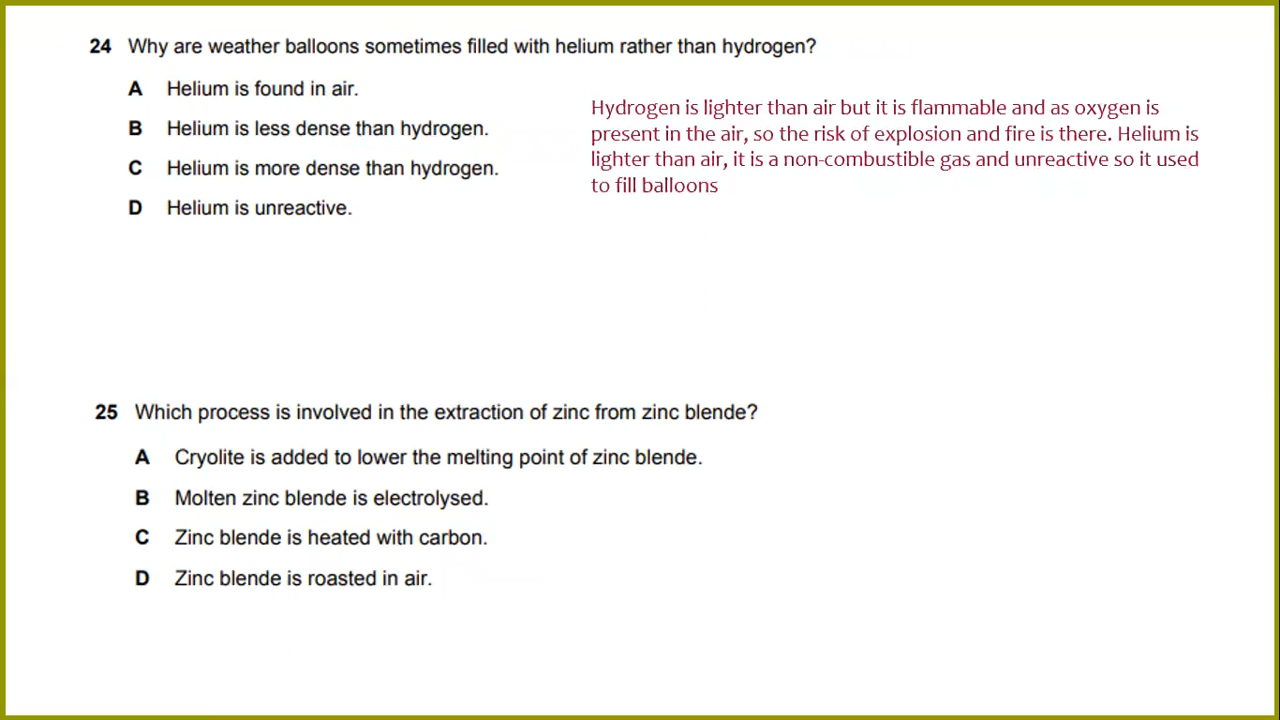 24 Why are weather balloons sometimes filled with helium rather than hydrogen?
A Helium is found in air.
B Helium is less dense than hydrogen.
C Helium is more dense than hydrogen.
D Helium is unreactive.
Hydrogen is lighter than air but it is flammable and as oxygen is
present in the air, so the risk of explosion and fire is there. Helium is
lighter than air, it is a non-combustible gas and unreactive so it used
to fill balloons
25 Which process is involved in the extraction of zinc from zinc blende?
A Cryolite is added to lower the melting point of zinc blende.
B Molten zinc blende is electrolysed.
C Zinc blende is heated with carbon.
D Zinc blende is roasted in air.